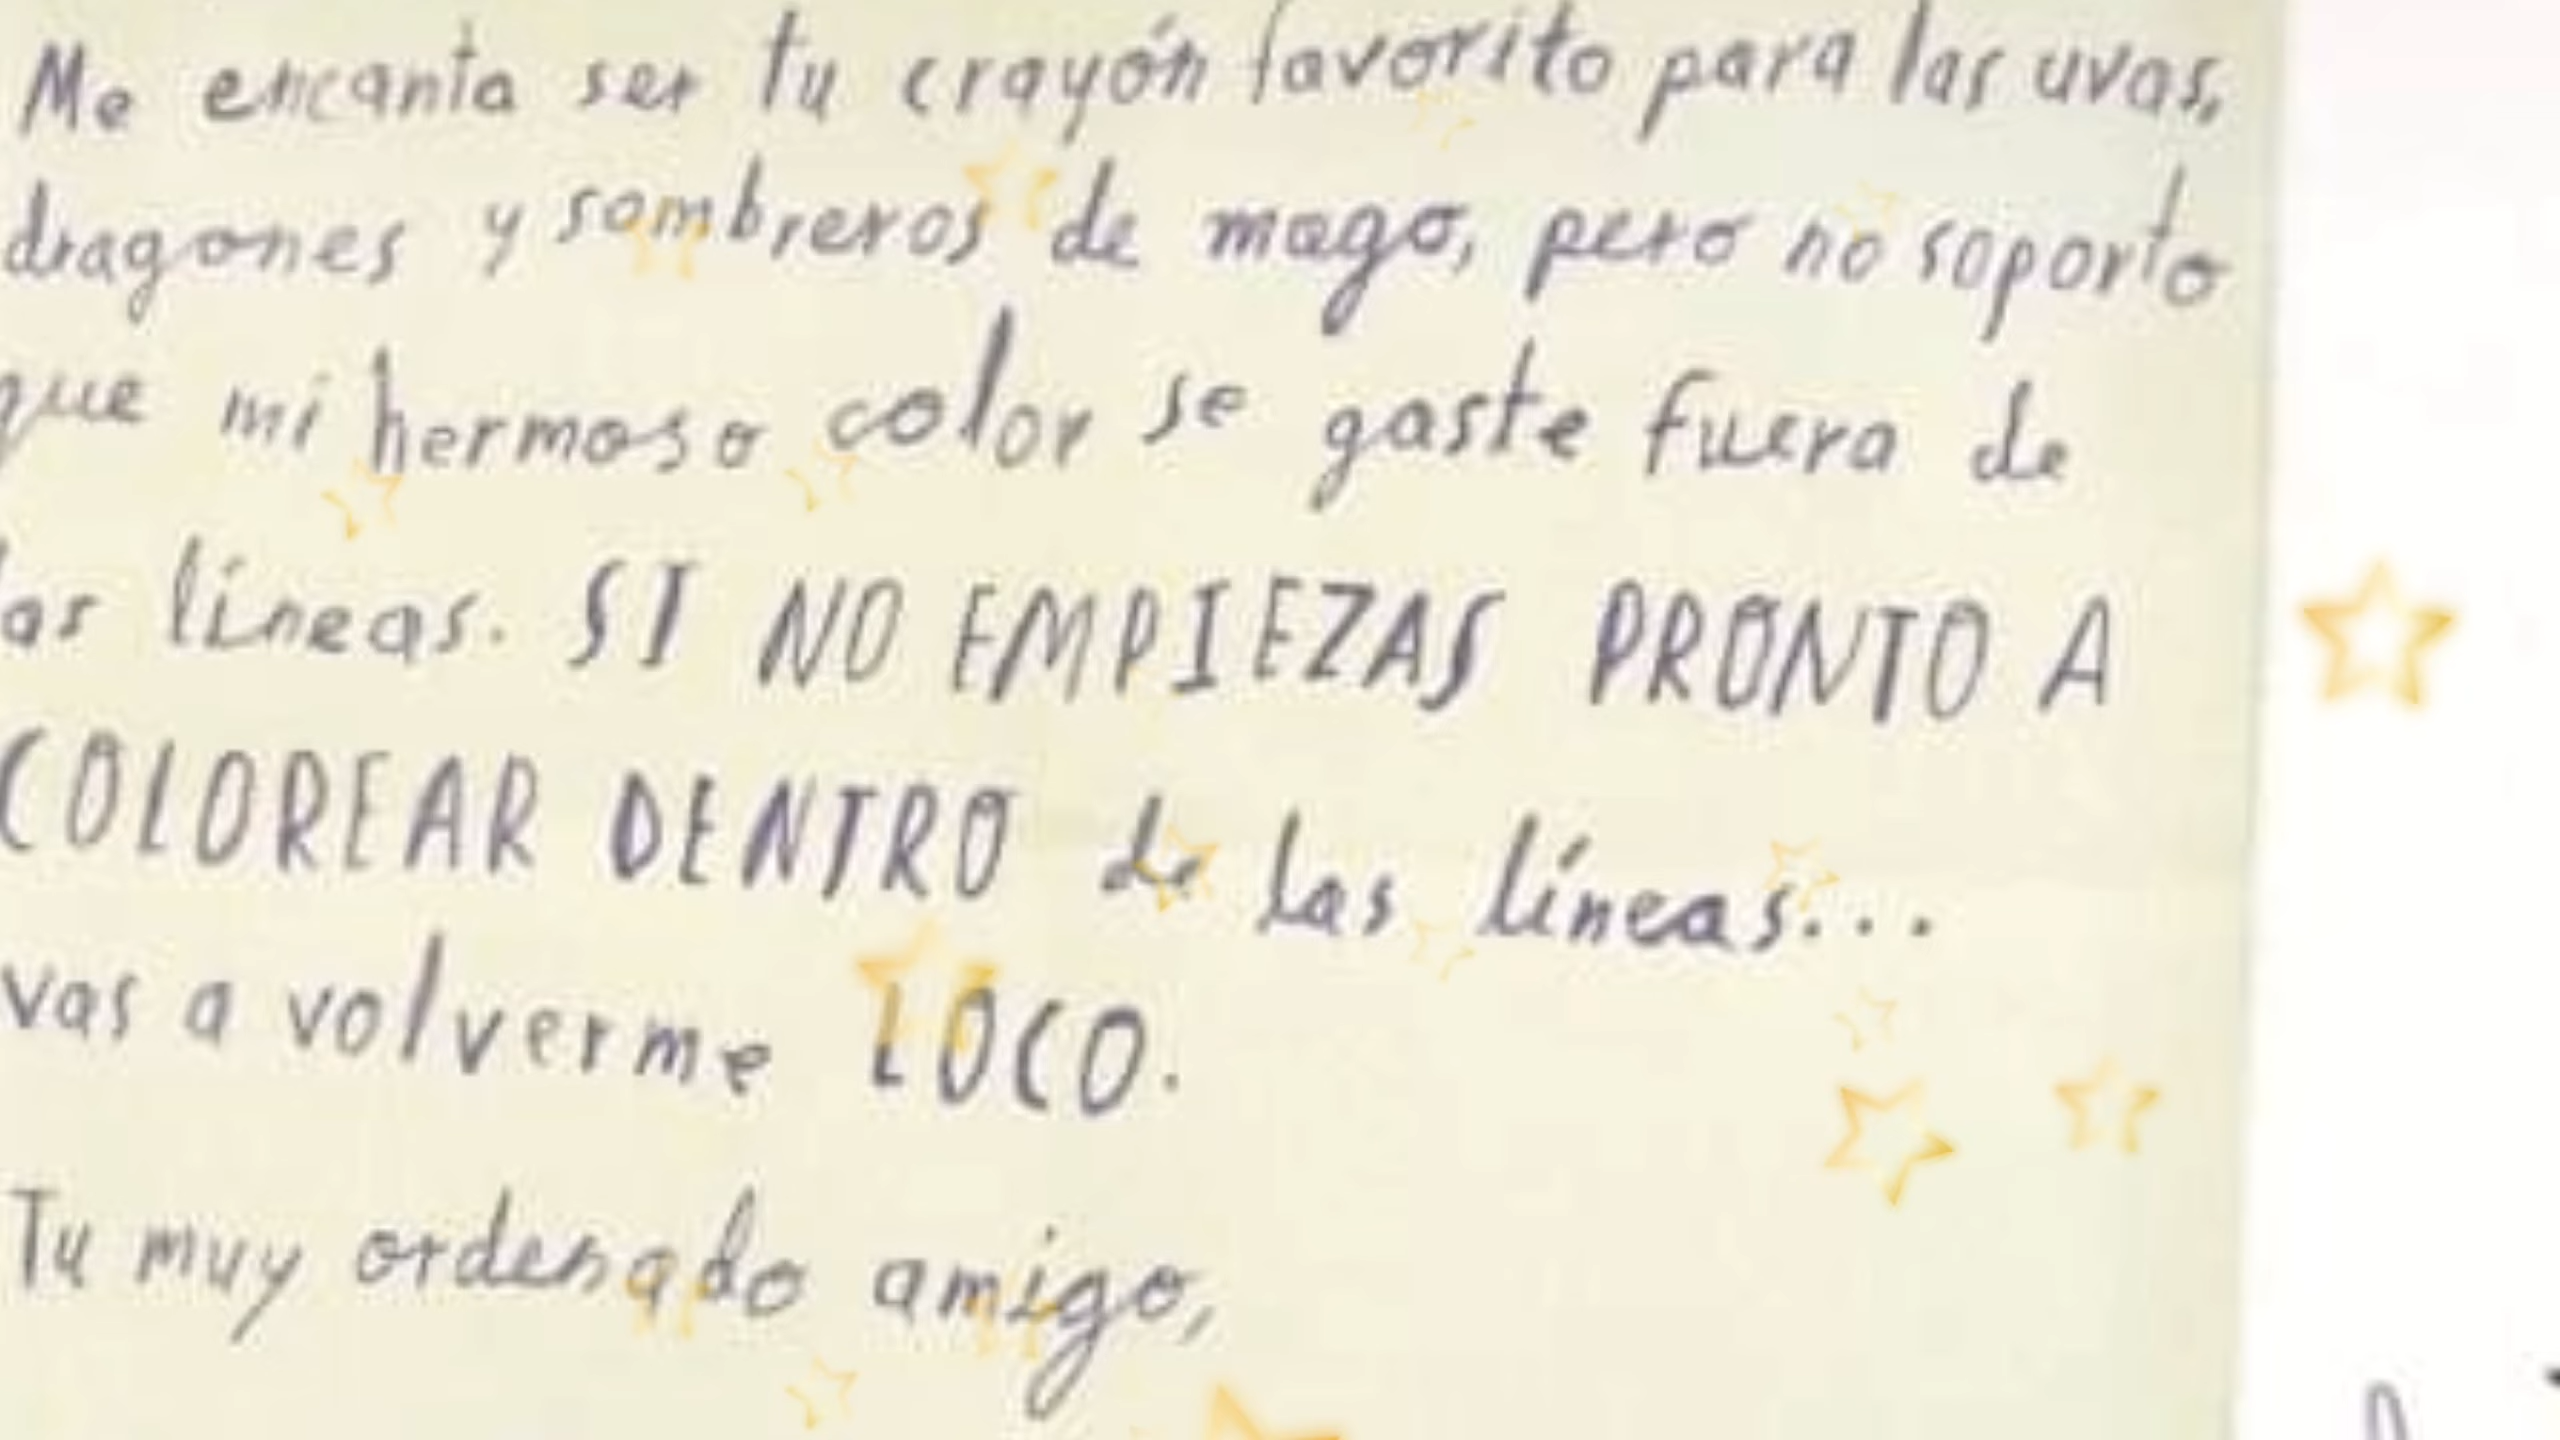 Me encanta ser tu crayón favorito para las uvas,
dragones y sombreros de mago, pero no soporto
que mi hermoso color se gaste fuera de
las líneas. SI NO EMPIEZAS PRONTO A
COLOREAR DENTRO de las líneas...
vas a volverme LOCO.
Tu muy ordenado amigo,